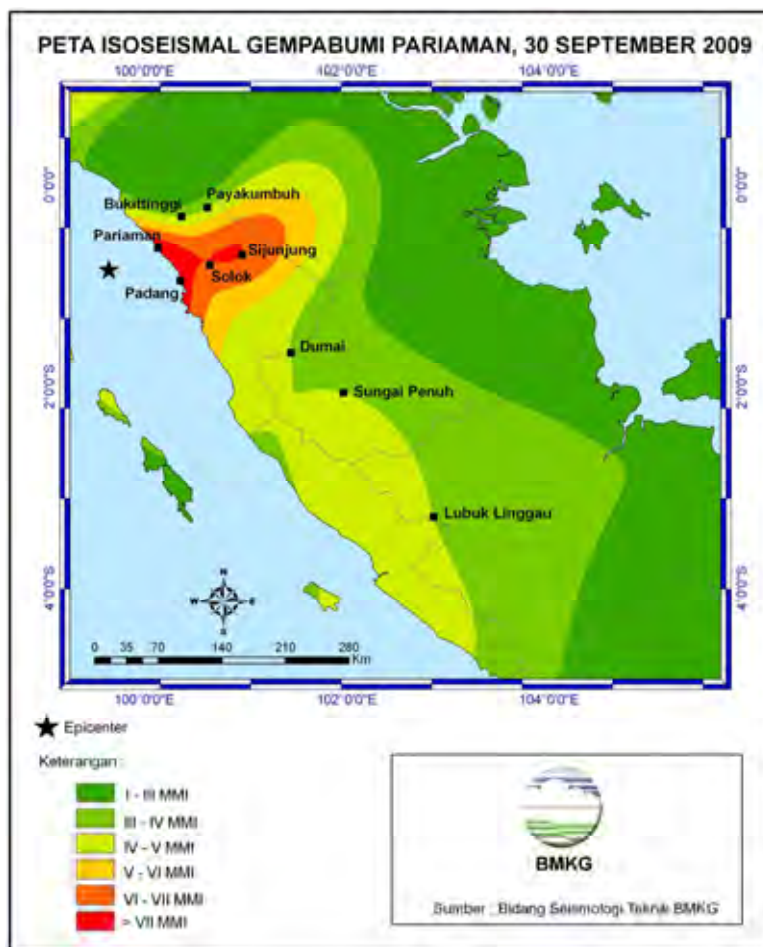 PETA ISOSEISMAL GEMPABUMI PARIAMAN, 30 SEPTEMBER 2009
100°0'0"E 102°0'0"E 104°0'0"E
0°0'0" 0°0'0"
Payakumbuh
Bukittinggi
Pariaman
Sijunjung
Solok
Padang
Dumai
2°0'0"S 2°0'0"S
Sungai Penuh
Lubuk Linggau
4°0'0"S 4°0'0"S
N
W E
S
0 35 70 140 210 280
Km
100°0'0"E 102°0'0"E 104°0'0"E
Epicenter
Keterangan :
I - III MMI
III - IV MMI
IV - V MMI
V - VI MMI
VI - VII MMI
> VII MMI
BMKG
Sumber : Bidang Seismologi Teknik BMKG